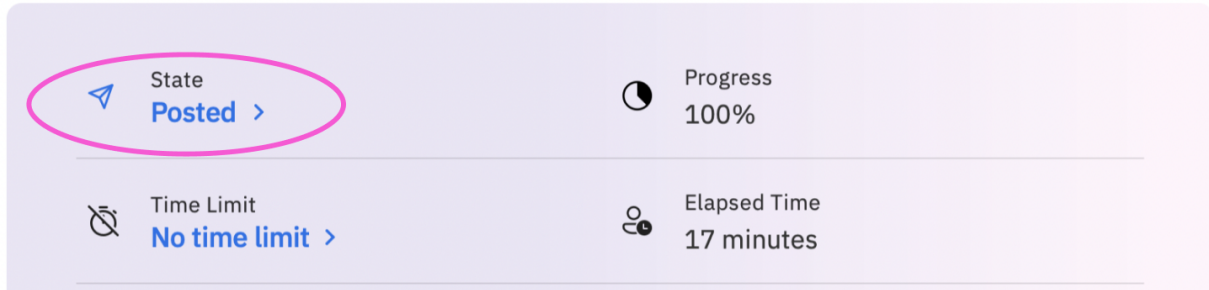 State
Posted >
Progress
100%
Time Limit
No time limit >
Elapsed Time
17 minutes